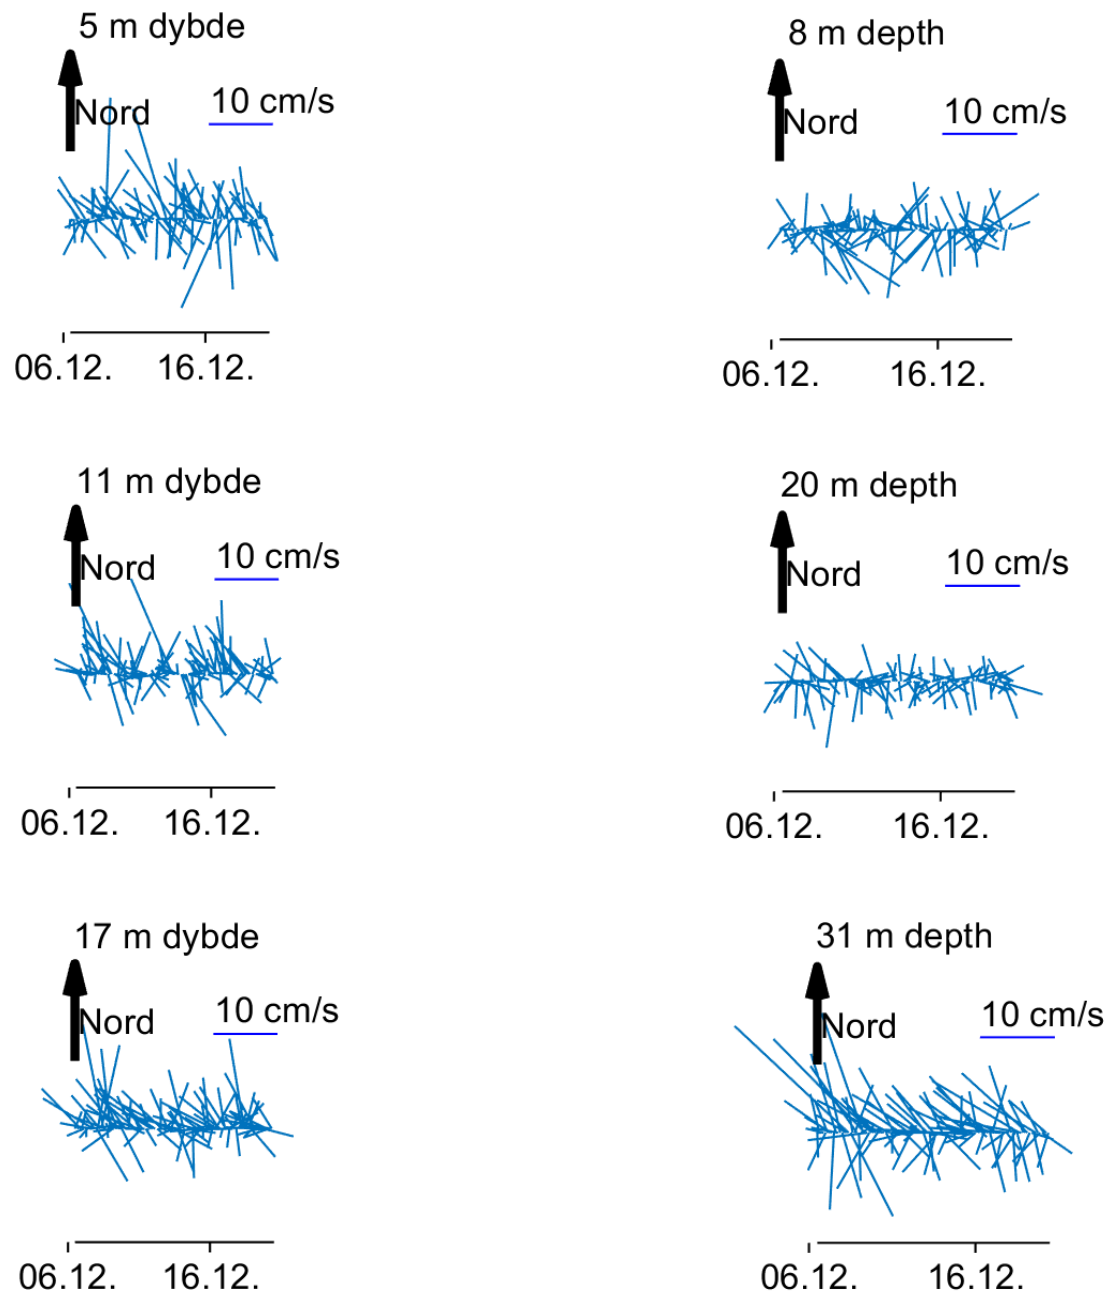 5 m dybde
Nord
10 cm/s
06.12.
16.12.
8 m depth
Nord
10 cm/s
06.12.
16.12.
11 m dybde
Nord
10 cm/s
06.12.
16.12.
20 m depth
Nord
10 cm/s
06.12.
16.12.
17 m dybde
Nord
10 cm/s
06.12.
16.12.
31 m depth
Nord
10 cm/s
06.12.
16.12.